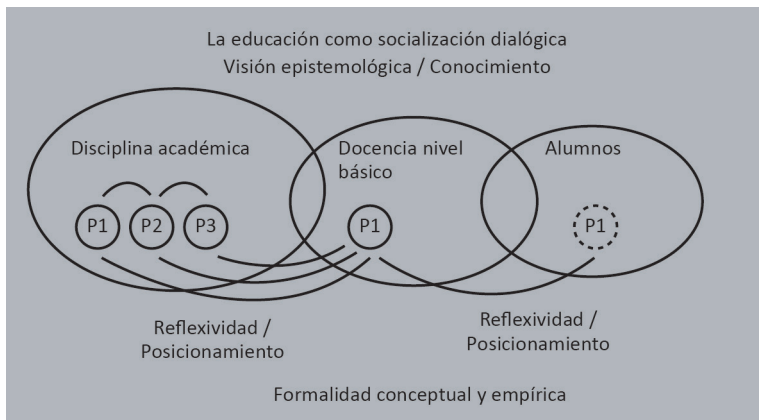 La educación como socialización dialógica
Visión epistemológica / Conocimiento
Disciplina académica
Docencia nivel
básico
Alumnos
P1
P2
P3
P1
P1
Reflexividad /
Posicionamiento
Reflexividad /
Posicionamiento
Formalidad conceptual y empírica